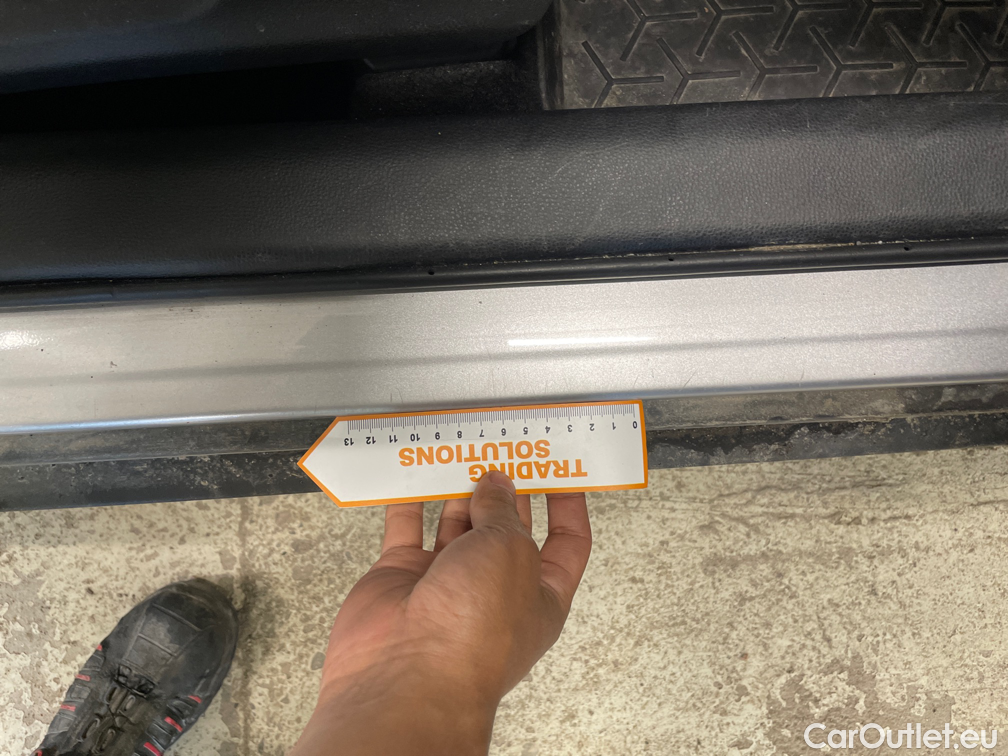 TRADING
SOLUTIONS
0 1 2 3 4 5 6 7 8 9 10 11 12 13
CarOutlet.eu